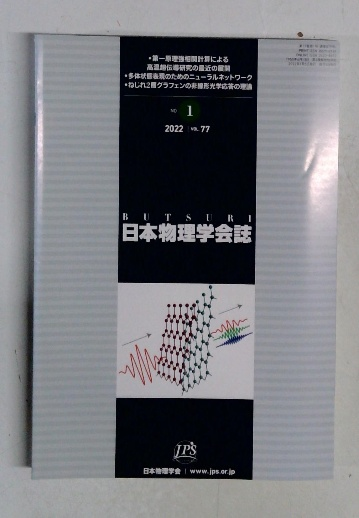 ・第一原理強相関計算による
高温超伝導研究の最近の展開
・多体状態表現のためのニューラルネットワーク
・ねじれ2層グラフェンの非線形光学応答の理論
NO. 1
2022 VOL. 77
BUTSURI
日本物理学会誌
JPS
日本物理学会 | www.jps.or.jp